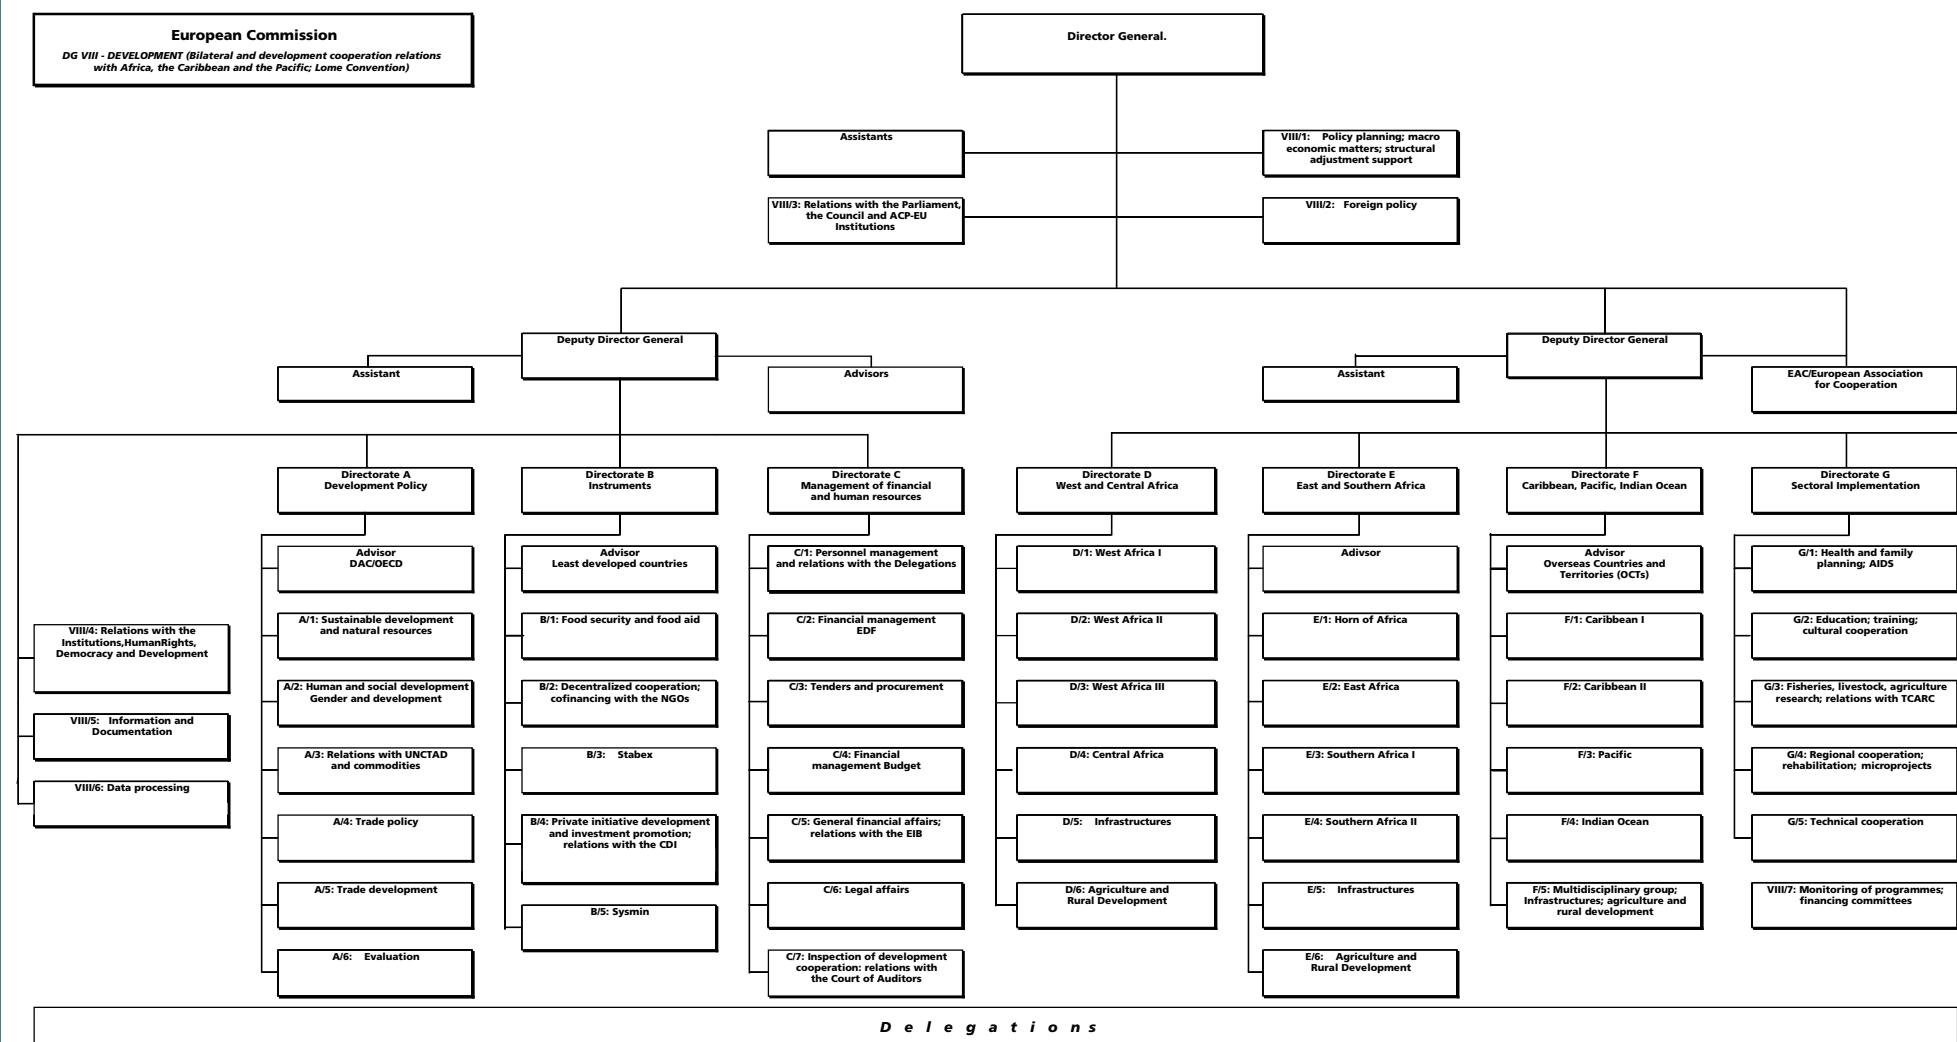 European Commission
DG VIII - DEVELOPMENT (Bilateral and development cooperation relations
with Africa, the Caribbean and the Pacific; Lome Convention)
Director General.
Assistants
VIII/1: Policy planning; macro
economic matters; structural
adjustment support
VIII/3: Relations with the Parliament,
the Council and ACP-EU
Institutions
VIII/2: Foreign policy
Deputy Director General
Assistant
Advisors
Deputy Director General
Assistant
EAC/European Association
for Cooperation
Directorate A
Development Policy
Directorate B
Instruments
Directorate C
Management of financial
and human resources
Directorate D
West and Central Africa
Directorate E
East and Southern Africa
Directorate F
Caribbean, Pacific, Indian Ocean
Directorate G
Sectoral Implementation
VIII/4: Relations with the
Institutions,HumanRights,
Democracy and Development
VIII/5: Information and
Documentation
VIII/6: Data processing
Advisor
DAC/OECD
A/1: Sustainable development
and natural resources
A/2: Human and social development
Gender and development
A/3: Relations with UNCTAD
and commodities
A/4: Trade policy
A/5: Trade development
A/6: Evaluation
Advisor
Least developed countries
B/1: Food security and food aid
B/2: Decentralized cooperation;
cofinancing with the NGOs
B/3: Stabex
B/4: Private initiative development
and investment promotion;
relations with the CDI
B/5: Sysmin
C/1: Personnel management
and relations with the Delegations
C/2: Financial management
EDF
C/3: Tenders and procurement
C/4: Financial
management Budget
C/5: General financial affairs;
relations with the EIB
C/6: Legal affairs
C/7: Inspection of development
cooperation: relations with
the Court of Auditors
D/1: West Africa I
D/2: West Africa II
D/3: West Africa III
D/4: Central Africa
D/5: Infrastructures
D/6: Agriculture and
Rural Development
Adivsor
E/1: Horn of Africa
E/2: East Africa
E/3: Southern Africa I
E/4: Southern Africa II
E/5: Infrastructures
E/6: Agriculture and
Rural Development
Advisor
Overseas Countries and
Territories (OCTs)
F/1: Caribbean I
F/2: Caribbean II
F/3: Pacific
F/4: Indian Ocean
F/5: Multidisciplinary group;
Infrastructures; agriculture and
rural development
G/1: Health and family
planning; AIDS
G/2: Education; training;
cultural cooperation
G/3: Fisheries, livestock, agriculture
research; relations with TCARC
G/4: Regional cooperation;
rehabilitation; microprojects
G/5: Technical cooperation
VIII/7: Monitoring of programmes;
financing committees
Delegations